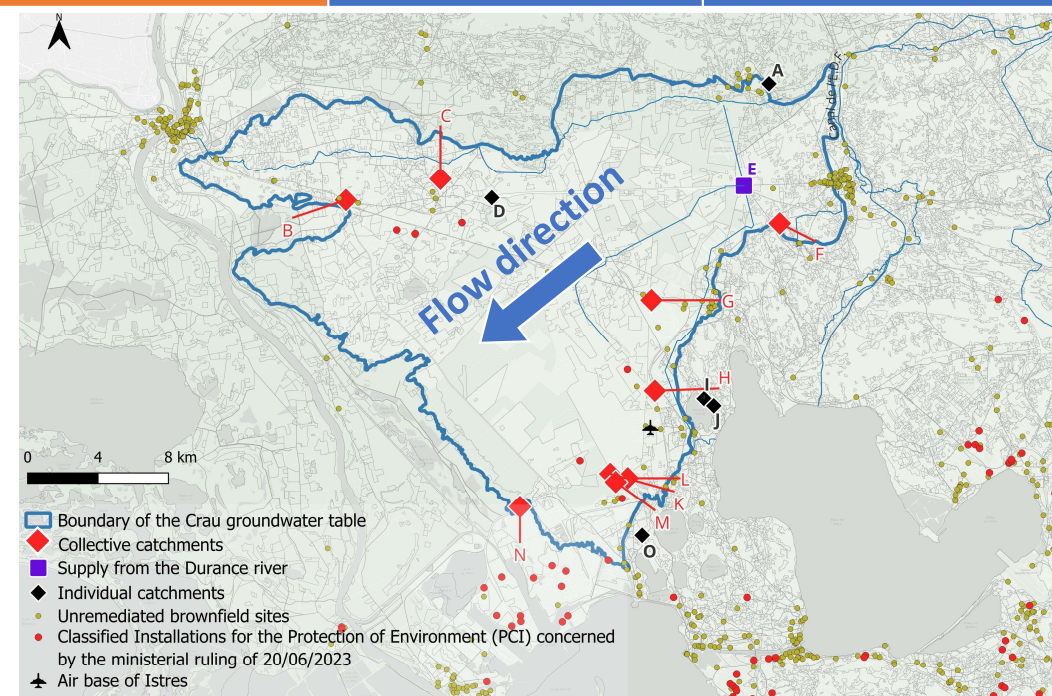 N
A
Canal de l'E.D.F.
C
E
D
B
F
Flow direction
G
H
I
J
0 4 8 km
L
K
M
N
O
Boundary of the Crau groundwater table
Collective catchments
Supply from the Durance river
Individual catchments
Unremediated brownfield sites
Classified Installations for the Protection of Environment (PCI) concerned
by the ministerial ruling of 20/06/2023
Air base of Istres